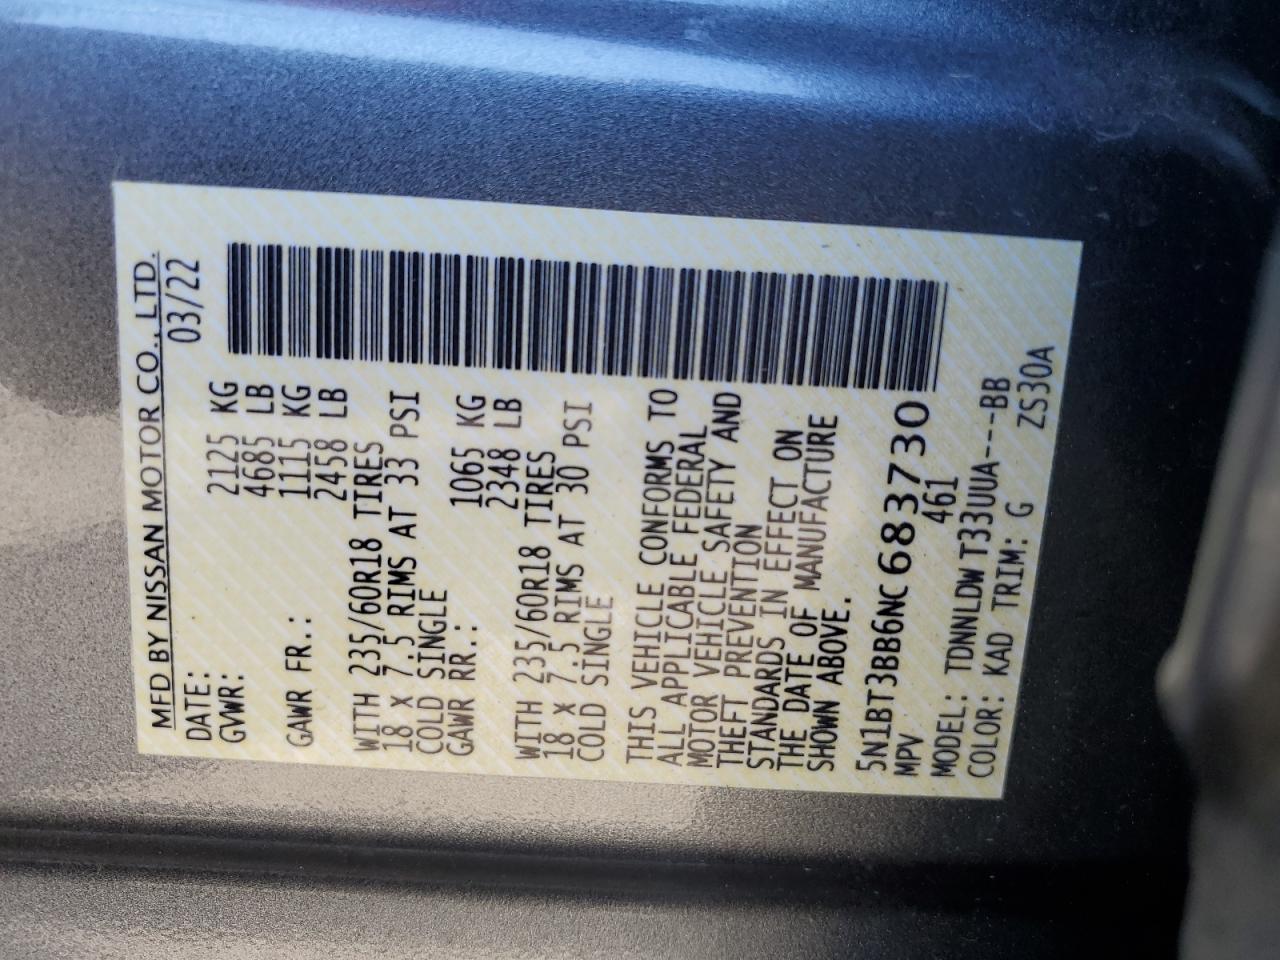 MFD BY NISSAN MOTOR CO., LTD.
DATE: 03/22
GVWR: 2125 KG
4685 LB
GAWR FR.: 1115 KG
2458 LB
WITH 235/60R18 TIRES
18 x 7.5 RIMS AT 33 PSI
COLD SINGLE
GAWR RR.: 1065 KG
2348 LB
WITH 235/60R18 TIRES
18 x 7.5 RIMS AT 30 PSI
COLD SINGLE
THIS VEHICLE CONFORMS TO
ALL APPLICABLE FEDERAL
MOTOR VEHICLE SAFETY AND
THEFT PREVENTION
STANDARDS IN EFFECT ON
THE DATE OF MANUFACTURE
SHOWN ABOVE.
5N1BT3BB6NC683730
MPV 461
MODEL: TDNNLDW T33UUA---BB
COLOR: KAD TRIM: G ZS30A